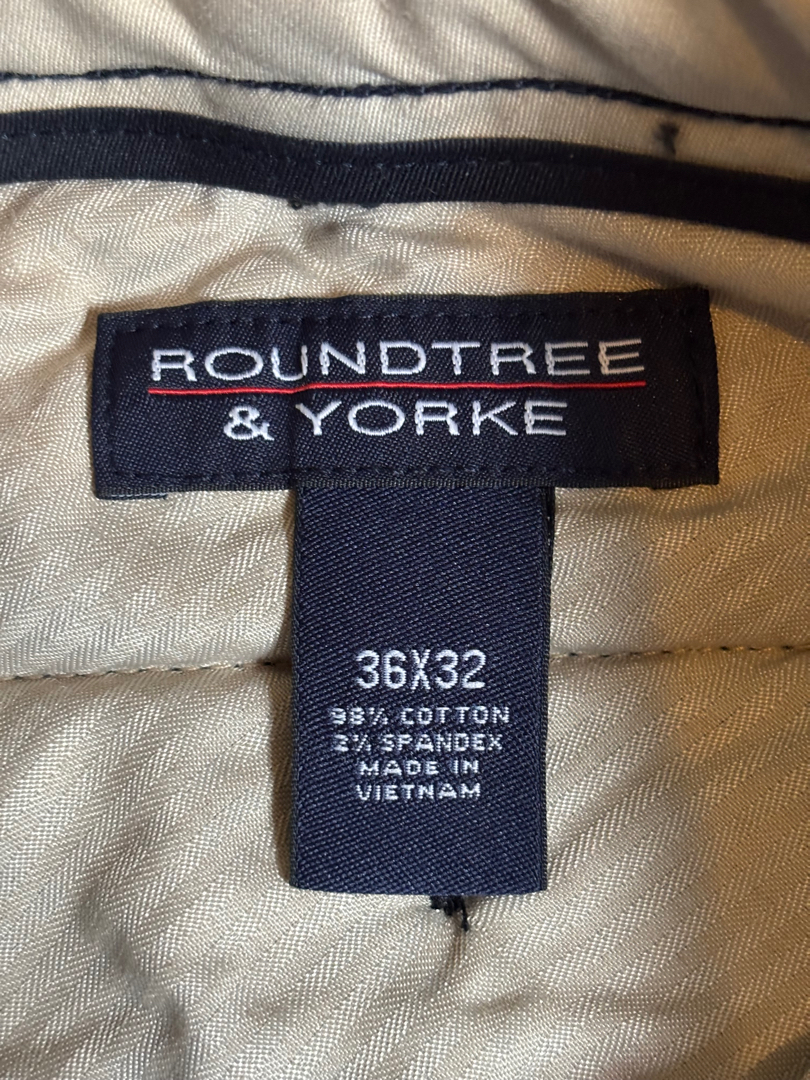 ROUNDTREE
& YORKE
36X32
98% COTTON
2% SPANDEX
MADE IN
VIETNAM